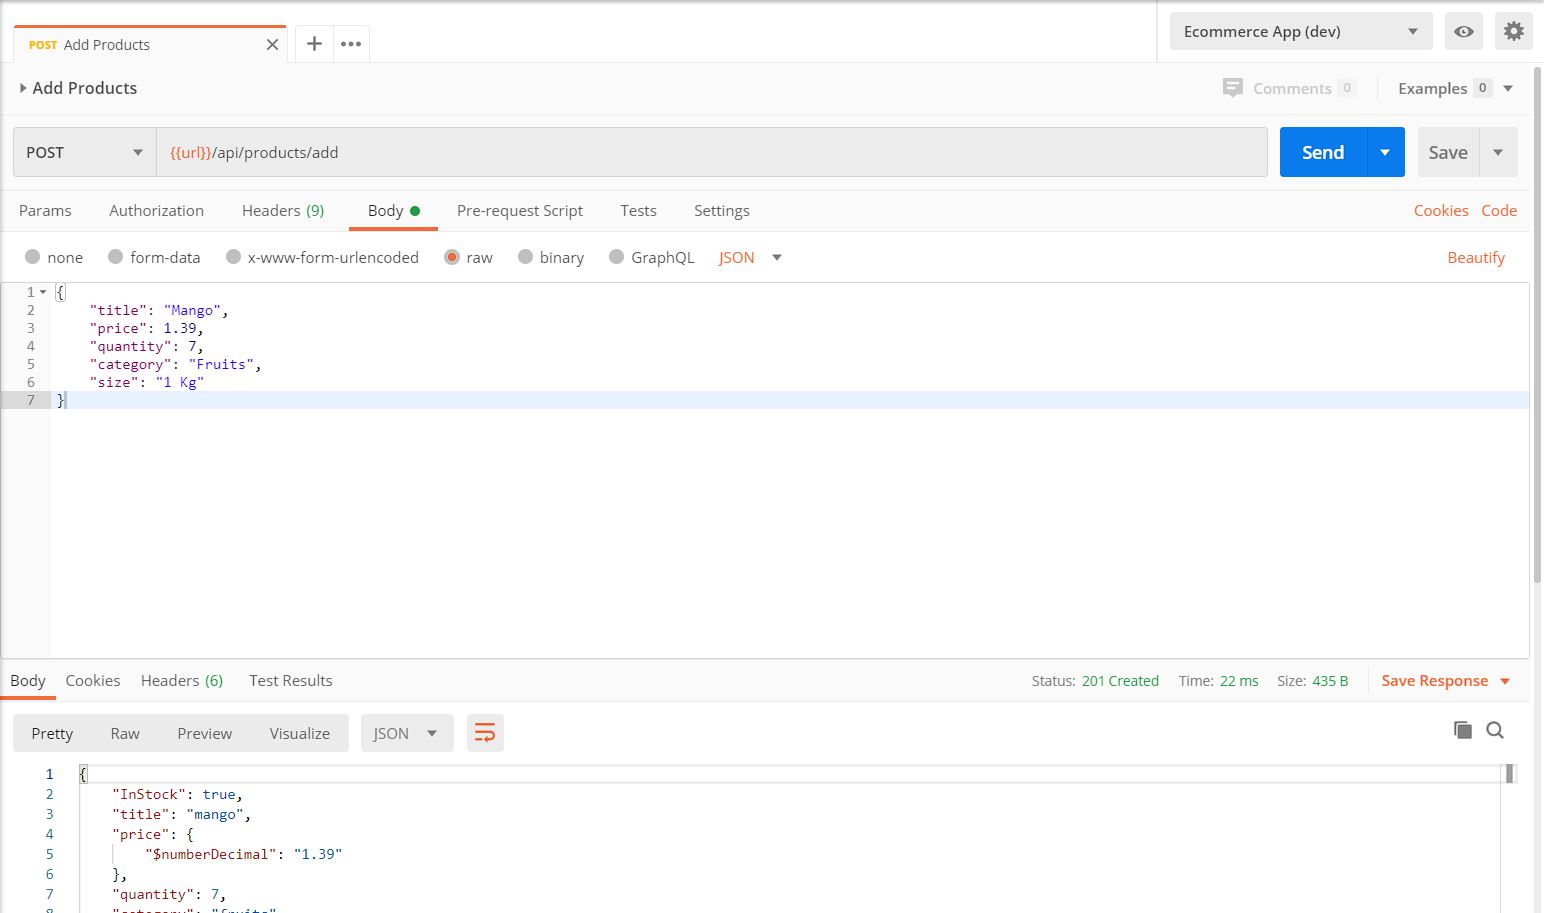 POST Add Products
Ecommerce App (dev)
Add Products
Comments 0
Examples 0
POST
{{url}}/api/products/add
Send
Save
Params
Authorization
Headers (9)
Body
Pre-request Script
Tests
Settings
Cookies
Code
none
form-data
x-www-form-urlencoded
raw
binary
GraphQL
JSON
Beautify
1 {
2 "title": "Mango",
3 "price": 1.39,
4 "quantity": 7,
5 "category": "Fruits",
6 "size": "1 Kg"
7 }
Body
Cookies
Headers (6)
Test Results
Status: 201 Created
Time: 22 ms
Size: 435 B
Save Response
Pretty
Raw
Preview
Visualize
JSON
1 {
2 "InStock": true,
3 "title": "mango",
4 "price": {
5 "$numberDecimal": "1.39"
6 },
7 "quantity": 7,
8 "category": "fruits"